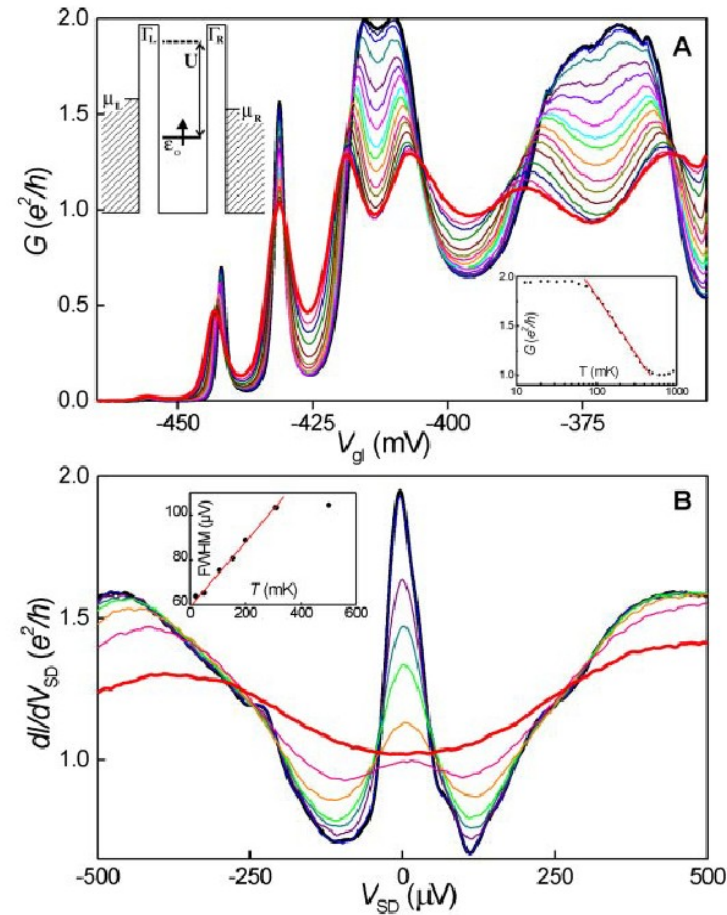 2.0
1.5
1.0
0.5
0.0
G (e²/h)
A
Γ_L
Γ_R
U
μ_L
μ_R
ε_o
2.0
1.5
1.0
G (e²/h)
T (mK)
10
100
1000
-450
-425
-400
-375
V_gl (mV)
2.0
1.5
1.0
dI/dV_SD (e²/h)
B
100
80
60
FWHM (μV)
T (mK)
0
200
400
600
-500
-250
0
250
500
V_SD (μV)